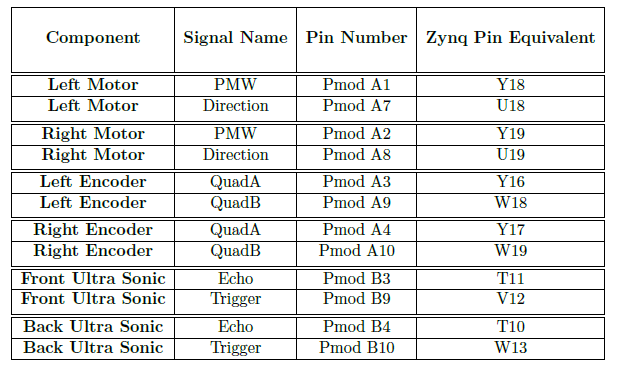 Component Signal Name Pin Number Zynq Pin Equivalent
Left Motor PMW Pmod A1 Y18
Left Motor Direction Pmod A7 U18
Right Motor PMW Pmod A2 Y19
Right Motor Direction Pmod A8 U19
Left Encoder QuadA Pmod A3 Y16
Left Encoder QuadB Pmod A9 W18
Right Encoder QuadA Pmod A4 Y17
Right Encoder QuadB Pmod A10 W19
Front Ultra Sonic Echo Pmod B3 T11
Front Ultra Sonic Trigger Pmod B9 V12
Back Ultra Sonic Echo Pmod B4 T10
Back Ultra Sonic Trigger Pmod B10 W13